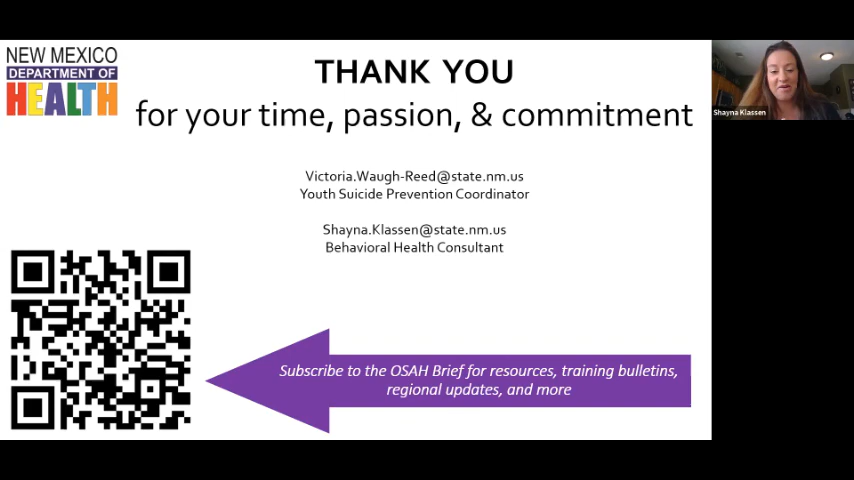 NEW MEXICO
DEPARTMENT OF
HEALTH
THANK YOU
for your time, passion, & commitment
Victoria.Waugh-Reed@state.nm.us
Youth Suicide Prevention Coordinator
Shayna.Klassen@state.nm.us
Behavioral Health Consultant
Subscribe to the OSAH Brief for resources, training bulletins,
regional updates, and more
Shayna Klassen